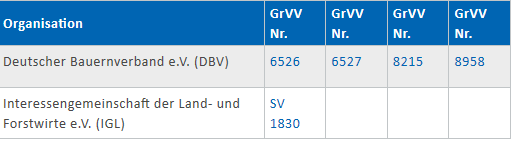 Organisation GrVV Nr. GrVV Nr. GrVV Nr. GrVV Nr.
Deutscher Bauernverband e.V. (DBV) 6526 6527 8215 8958
Interessengemeinschaft der Land- und
Forstwirte e.V. (IGL) SV 1830